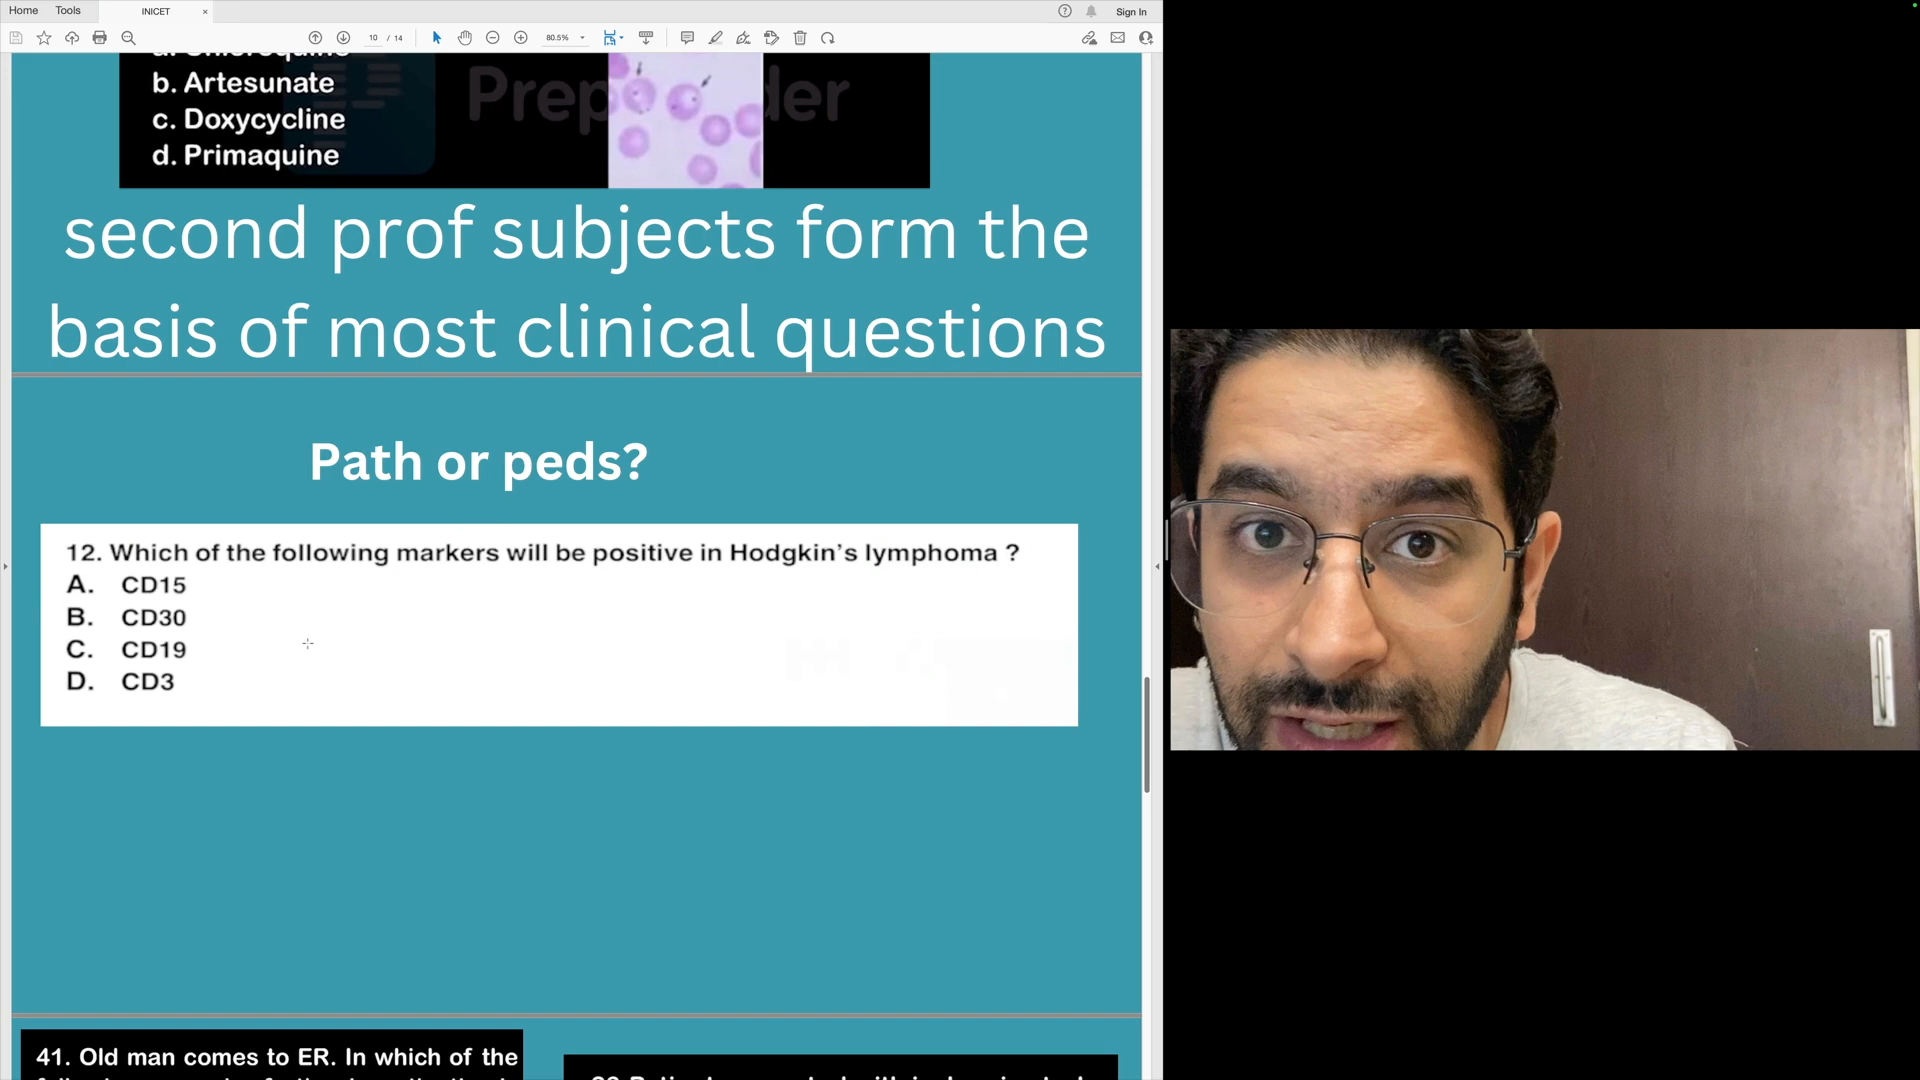 Home Tools INICET × Sign In
10 / 14 80.5%
b. Artesunate
Prep
der
c. Doxycycline
d. Primaquine
second prof subjects form the
basis of most clinical questions
Path or peds?
12. Which of the following markers will be positive in Hodgkin's lymphoma ?
A. CD15
B. CD30
C. CD19
D. CD3
41. Old man comes to ER. In which of the